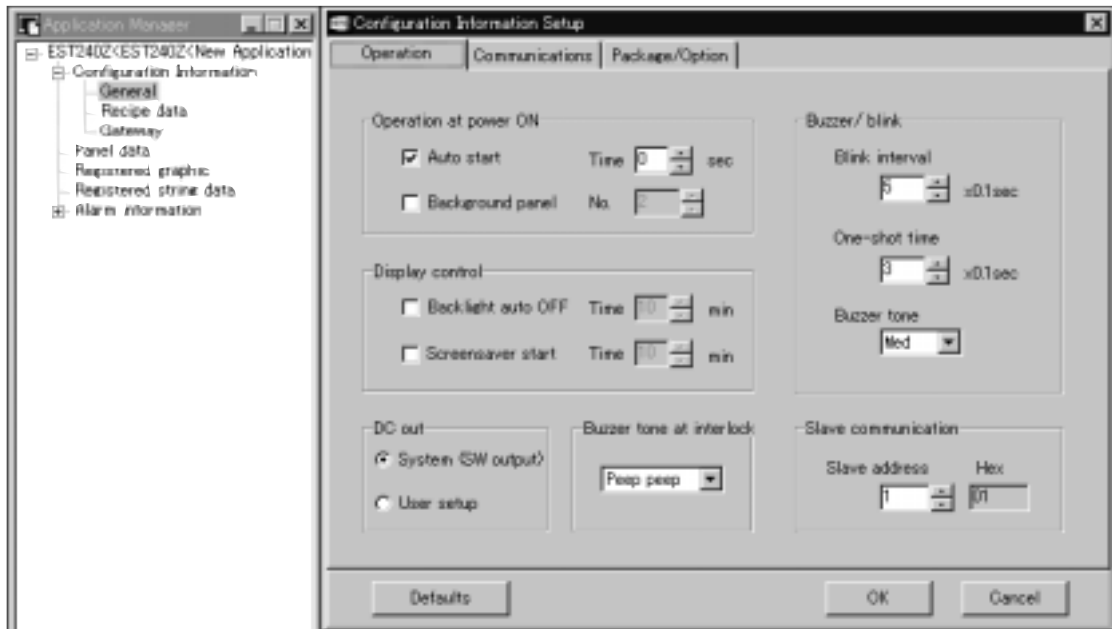 Application Manager
EST240Z<EST240Z<New Application
Configuration Information
General
Recipe data
Gateway
Panel data
Registered graphic
Registered string data
Alarm information
Configuration Information Setup
Operation Communications Package/Option
Operation at power ON
Auto start Time 0 sec
Background panel No. 2
Display control
Backlight auto OFF Time 10 min
Screensaver start Time 10 min
DC out
System (SW output)
User setup
Buzzer tone at interlock
Peep peep
Buzzer/blink
Blink interval
5 x0.1sec
One-shot time
3 x0.1sec
Buzzer tone
Med
Slave communication
Slave address Hex
1 01
Defaults OK Cancel